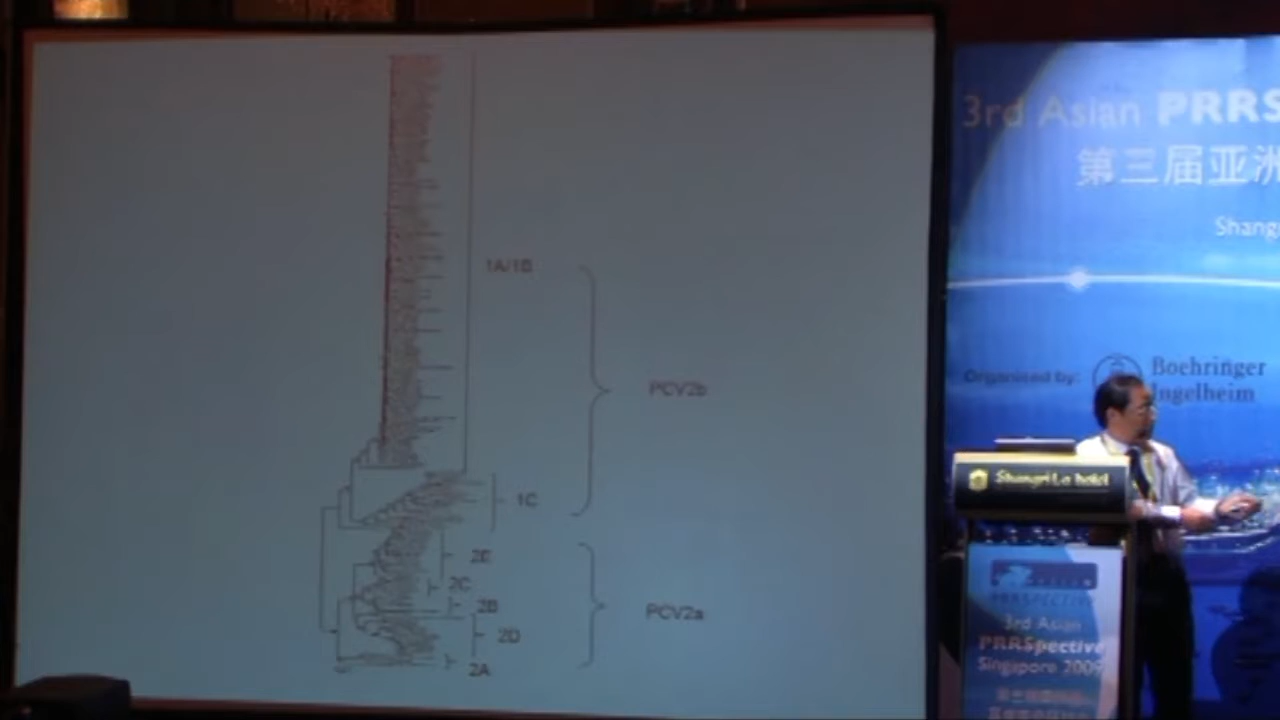 1A/1B
PCV2b
1C
2E
2C
2B
PCV2a
2D
2A
3rd Asian PRRS
第三届亚洲
Shang
Organised by:
Boehringer
Ingelheim
Shangri-La hotel
3rd Asian
PRRSpective
Singapore 2009